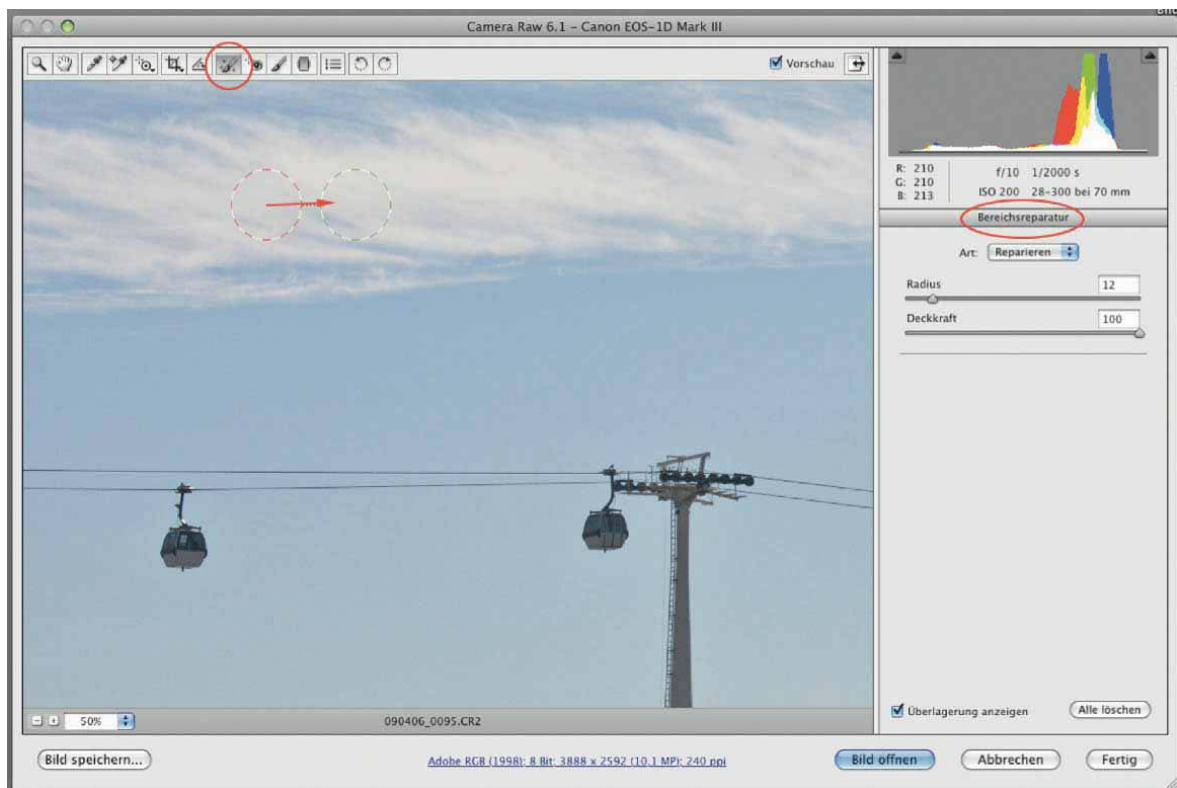 Camera Raw 6.1 – Canon EOS-1D Mark III
Vorschau
R: 210
G: 210
B: 213
f/10 1/2000 s
ISO 200 28-300 bei 70 mm
Bereichsreparatur
Art: Reparieren
Radius 12
Deckkraft 100
50%
090406_0095.CR2
Überlagerung anzeigen
Alle löschen
Bild speichern...
Adobe RGB (1998); 8 Bit; 3888 x 2592 (10,1 MP); 240 ppi
Bild öffnen
Abbrechen
Fertig